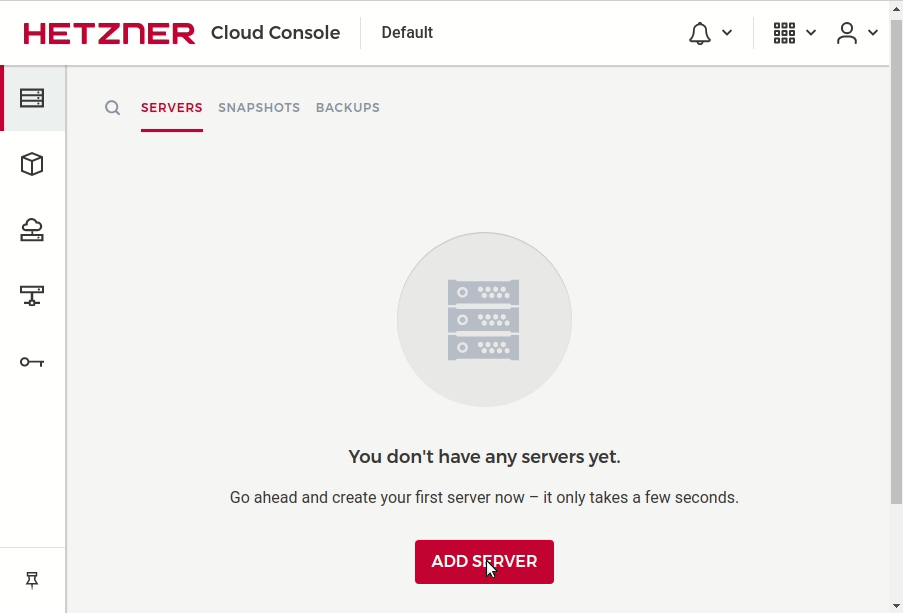 HETZNER Cloud Console Default
SERVERS SNAPSHOTS BACKUPS
You don't have any servers yet.
Go ahead and create your first server now – it only takes a few seconds.
ADD SERVER